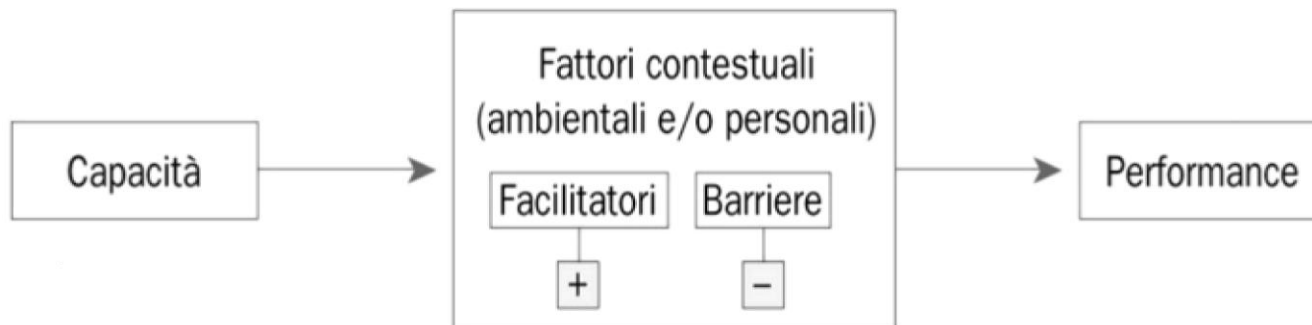 Capacità
Fattori contestuali
(ambientali e/o personali)
Facilitatori
Barriere
+
−
Performance